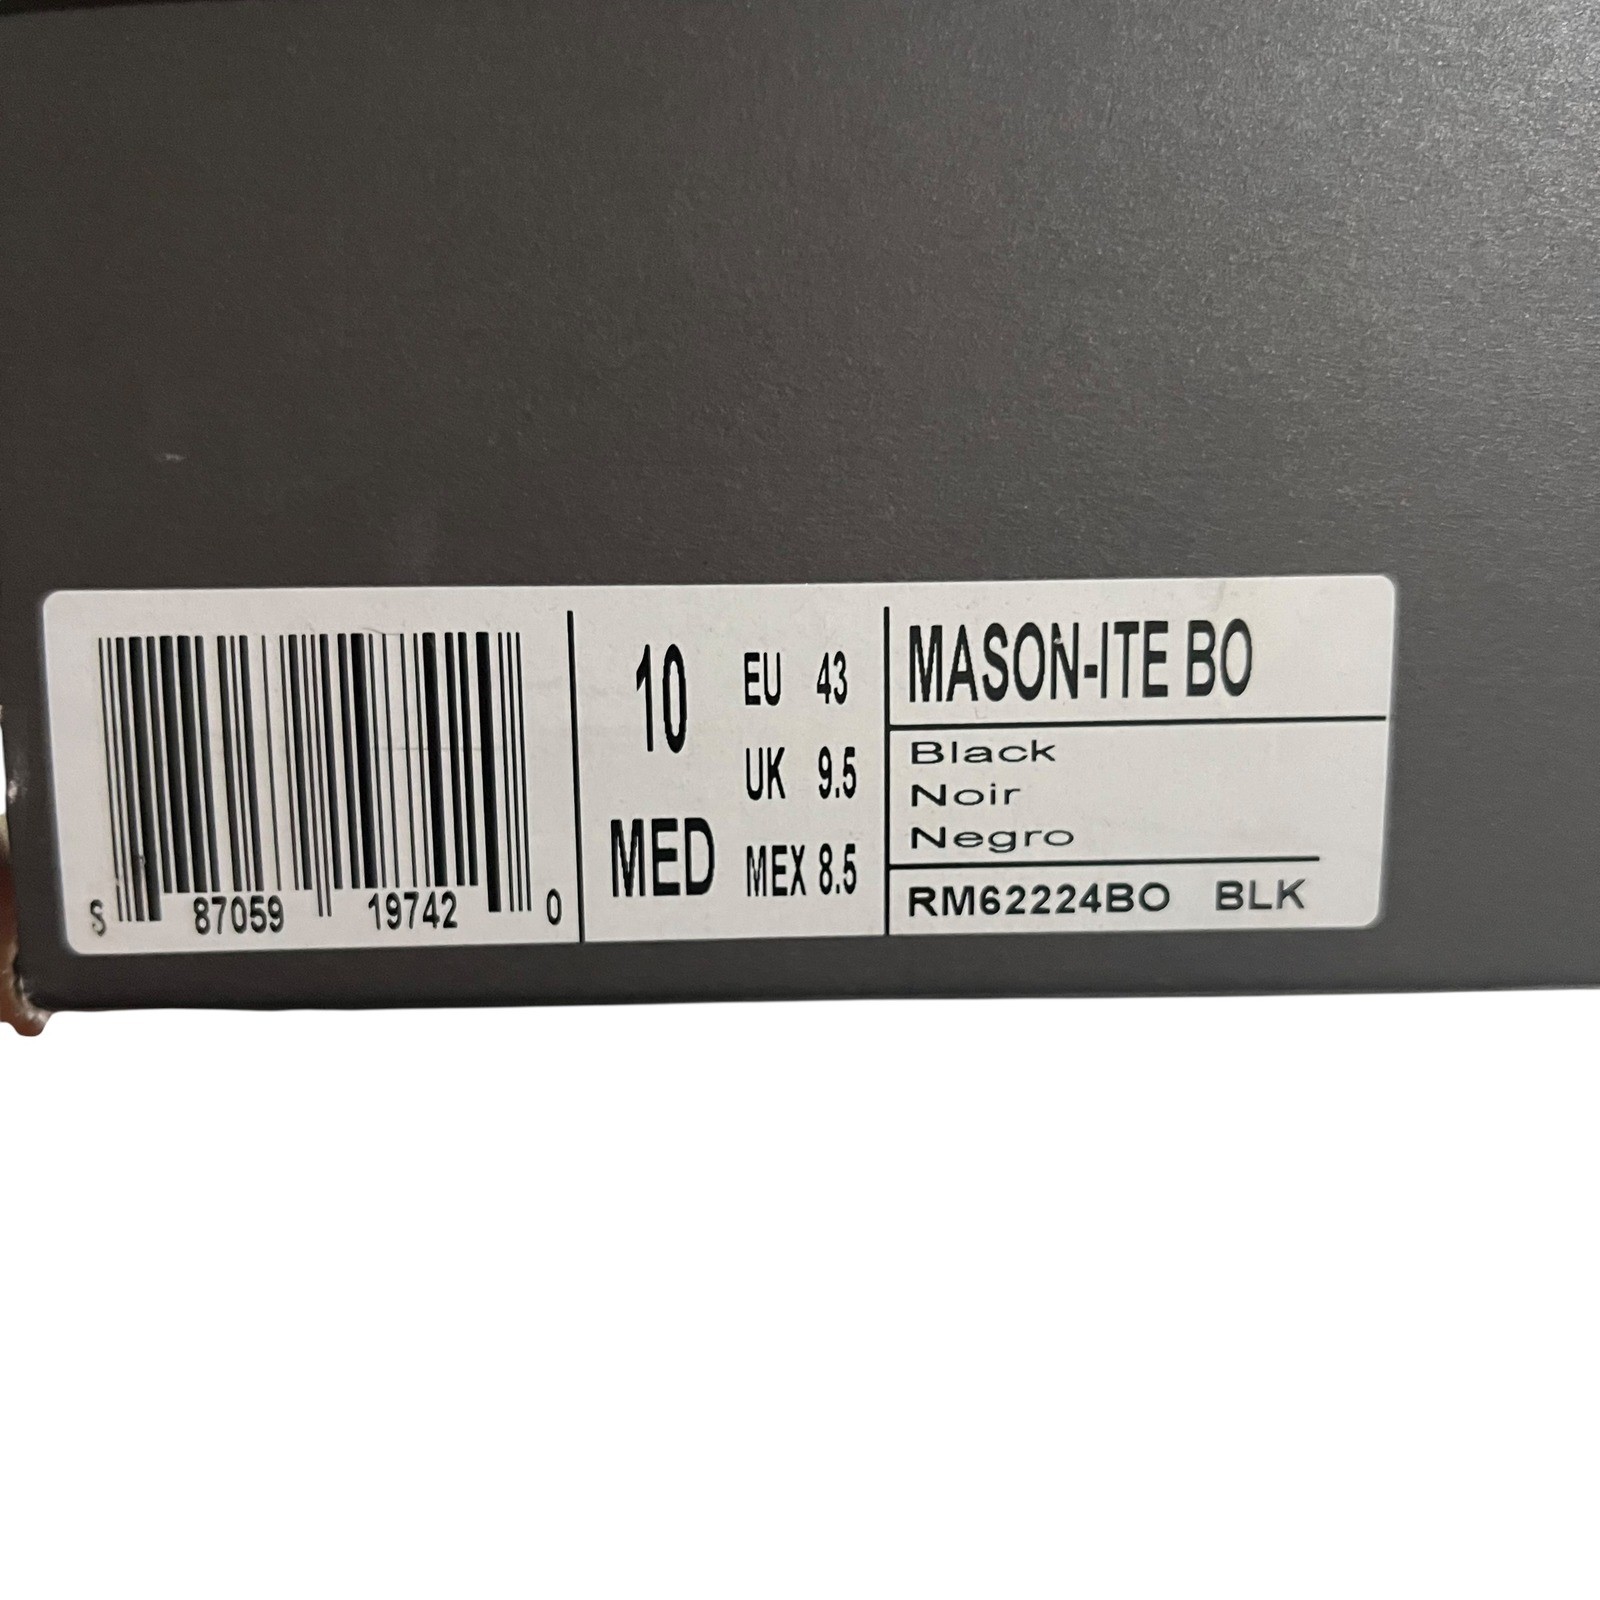 MASON-ITE BO
10 EU 43
UK 9.5
MED MEX 8.5
Black
Noir
Negro
RM62224BO BLK
87059 19742 0